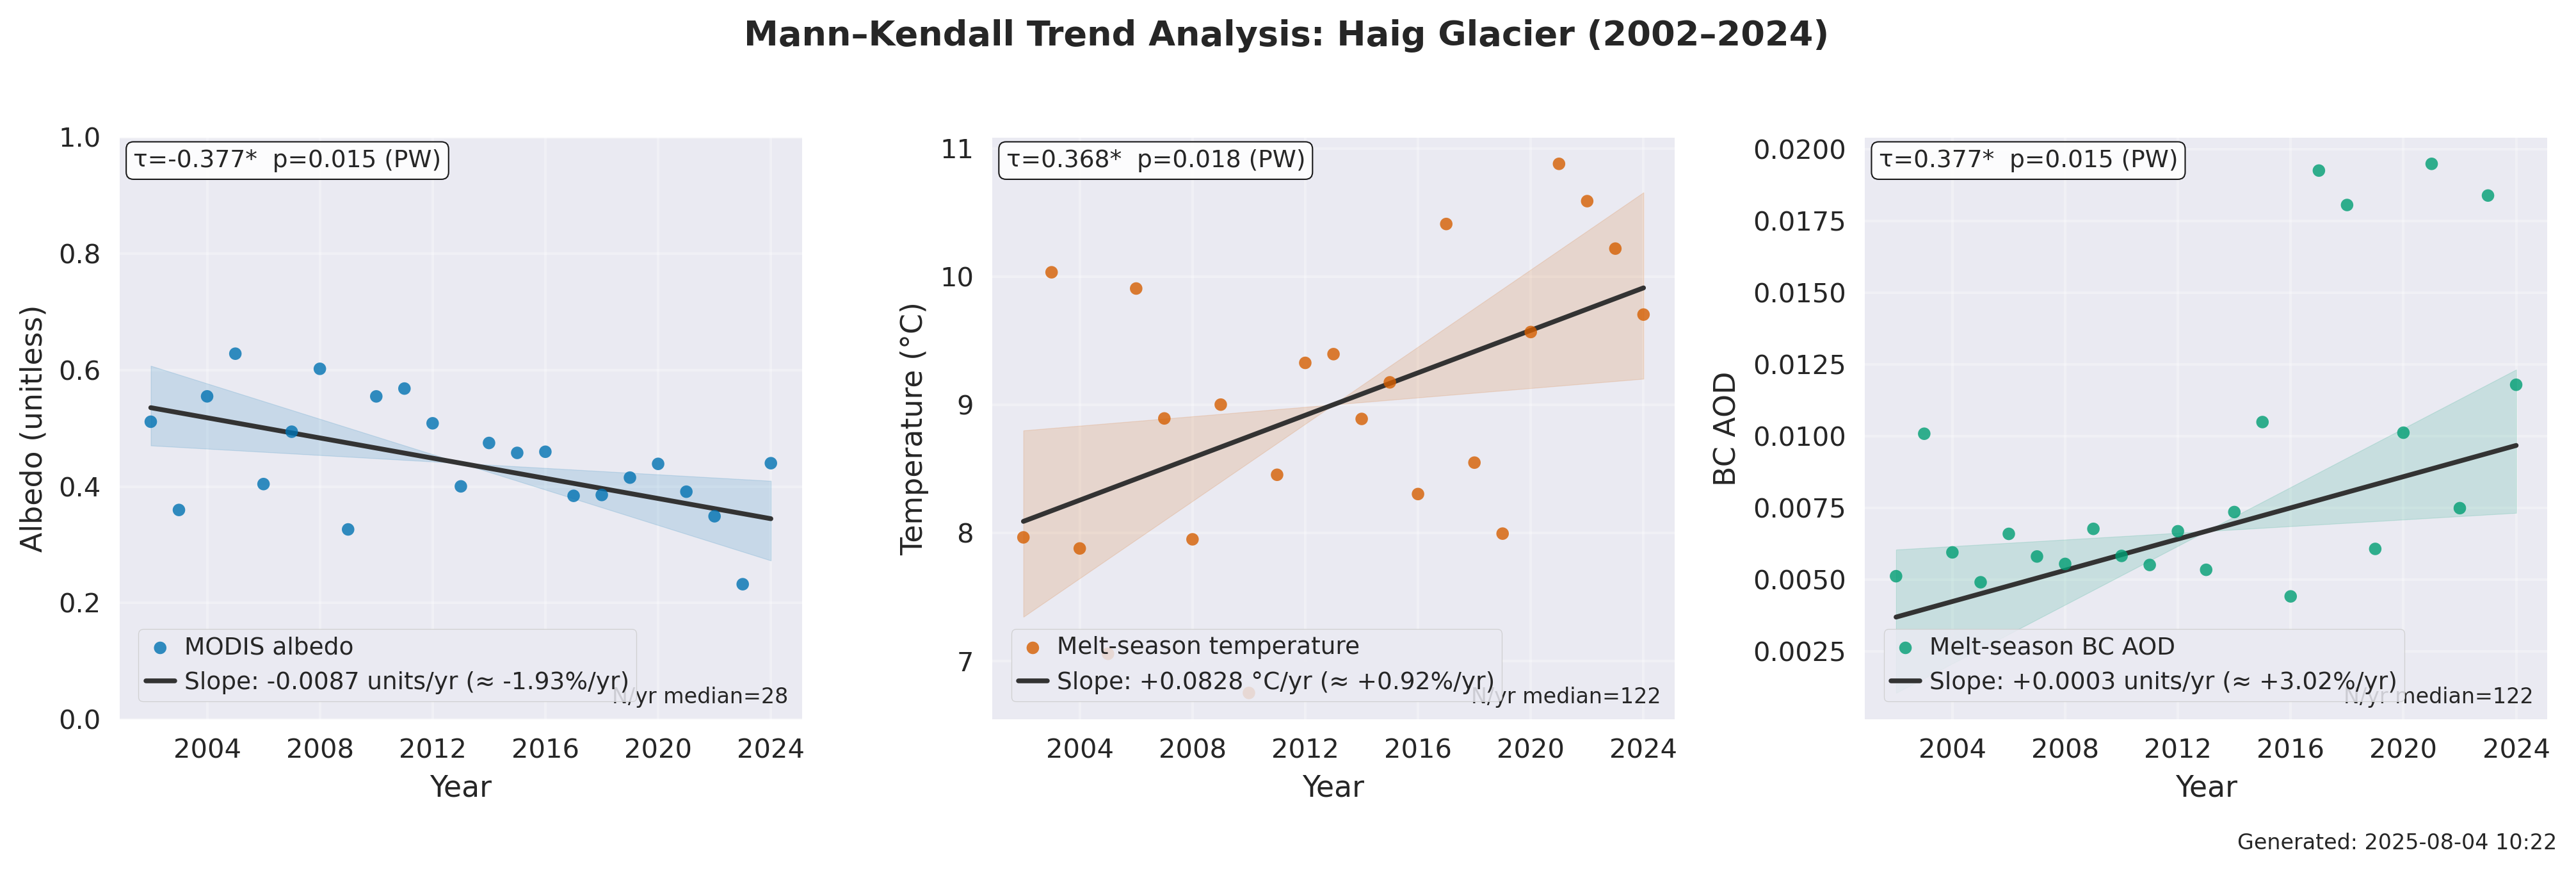 Mann–Kendall Trend Analysis: Haig Glacier (2002–2024)
τ=-0.377*  p=0.015 (PW)
1.0
0.8
0.6
0.4
0.2
0.0
Albedo (unitless)
MODIS albedo
Slope: -0.0087 units/yr (≈ -1.93%/yr)
N/yr median=28
2004 2008 2012 2016 2020 2024
Year
τ=0.368*  p=0.018 (PW)
11
10
9
8
7
Temperature (°C)
Melt-season temperature
Slope: +0.0828 °C/yr (≈ +0.92%/yr)
N/yr median=122
2004 2008 2012 2016 2020 2024
Year
τ=0.377*  p=0.015 (PW)
0.0200
0.0175
0.0150
0.0125
0.0100
0.0075
0.0050
0.0025
BC AOD
Melt-season BC AOD
Slope: +0.0003 units/yr (≈ +3.02%/yr)
N/yr median=122
2004 2008 2012 2016 2020 2024
Year
Generated: 2025-08-04 10:22